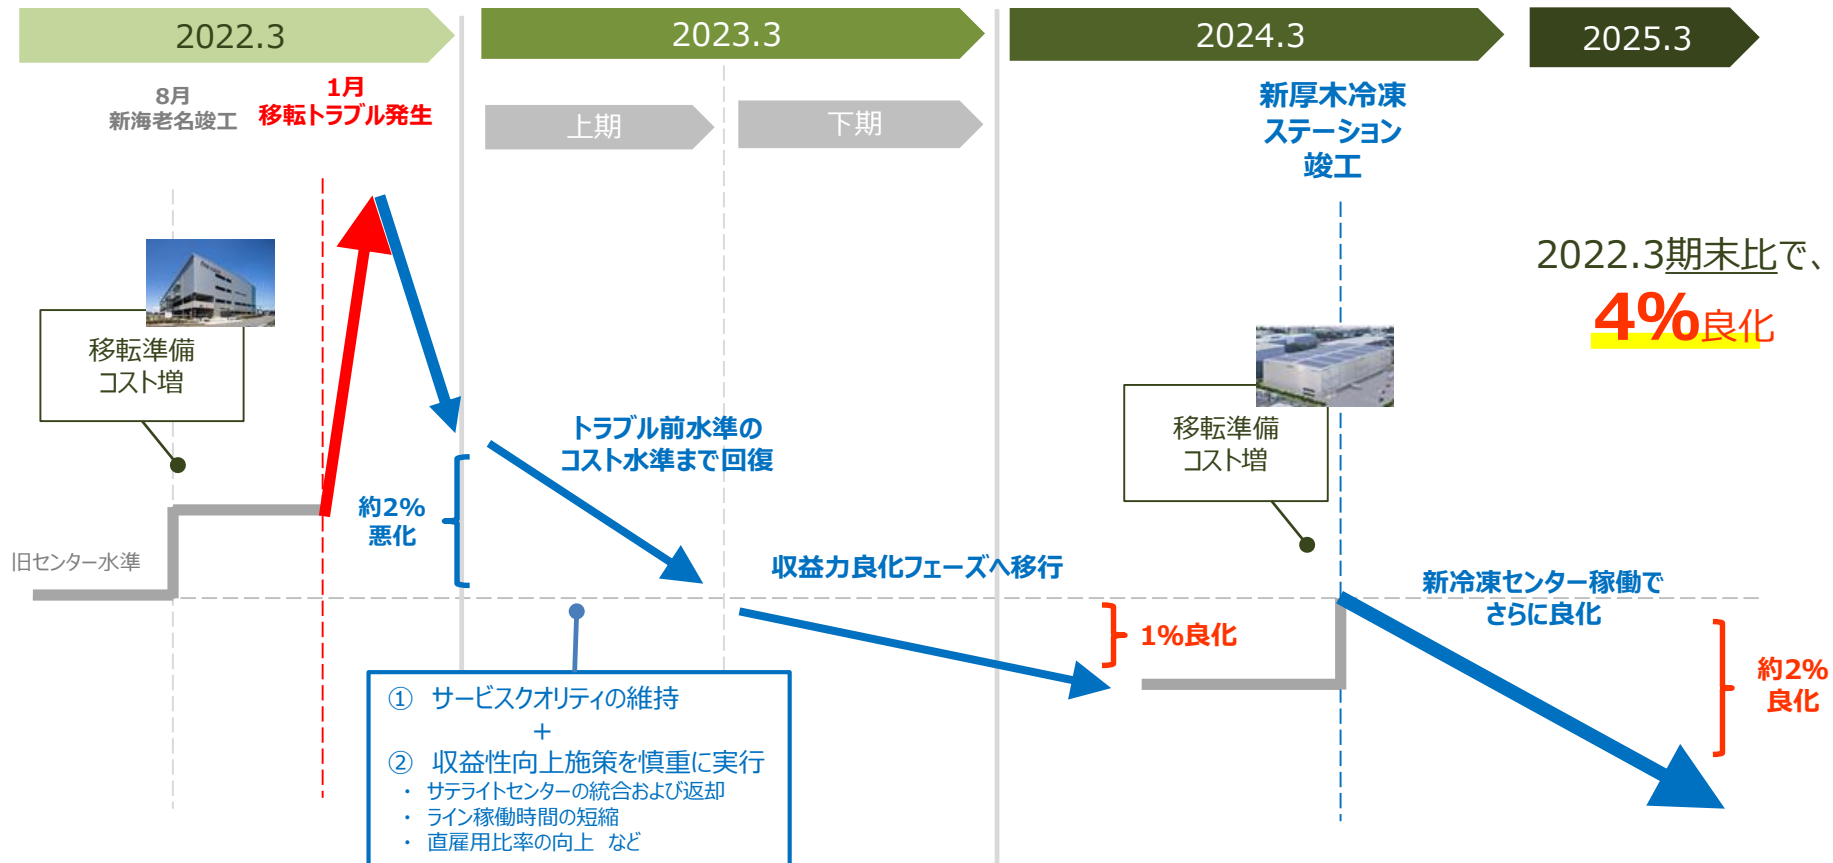 2022.3
2023.3
2024.3
2025.3
8月
新海老名竣工
1月
移転トラブル発生
上期
下期
新厚木冷凍
ステーション
竣工
2022.3期末比で、
4%良化
移転準備
コスト増
トラブル前水準の
コスト水準まで回復
移転準備
コスト増
約2%
悪化
旧センター水準
収益力良化フェーズへ移行
1%良化
新冷凍センター稼働で
さらに良化
約2%
良化
① サービスクオリティの維持
+
② 収益性向上施策を慎重に実行
・ サテライトセンターの統合および返却
・ ライン稼働時間の短縮
・ 直雇用比率の向上 など